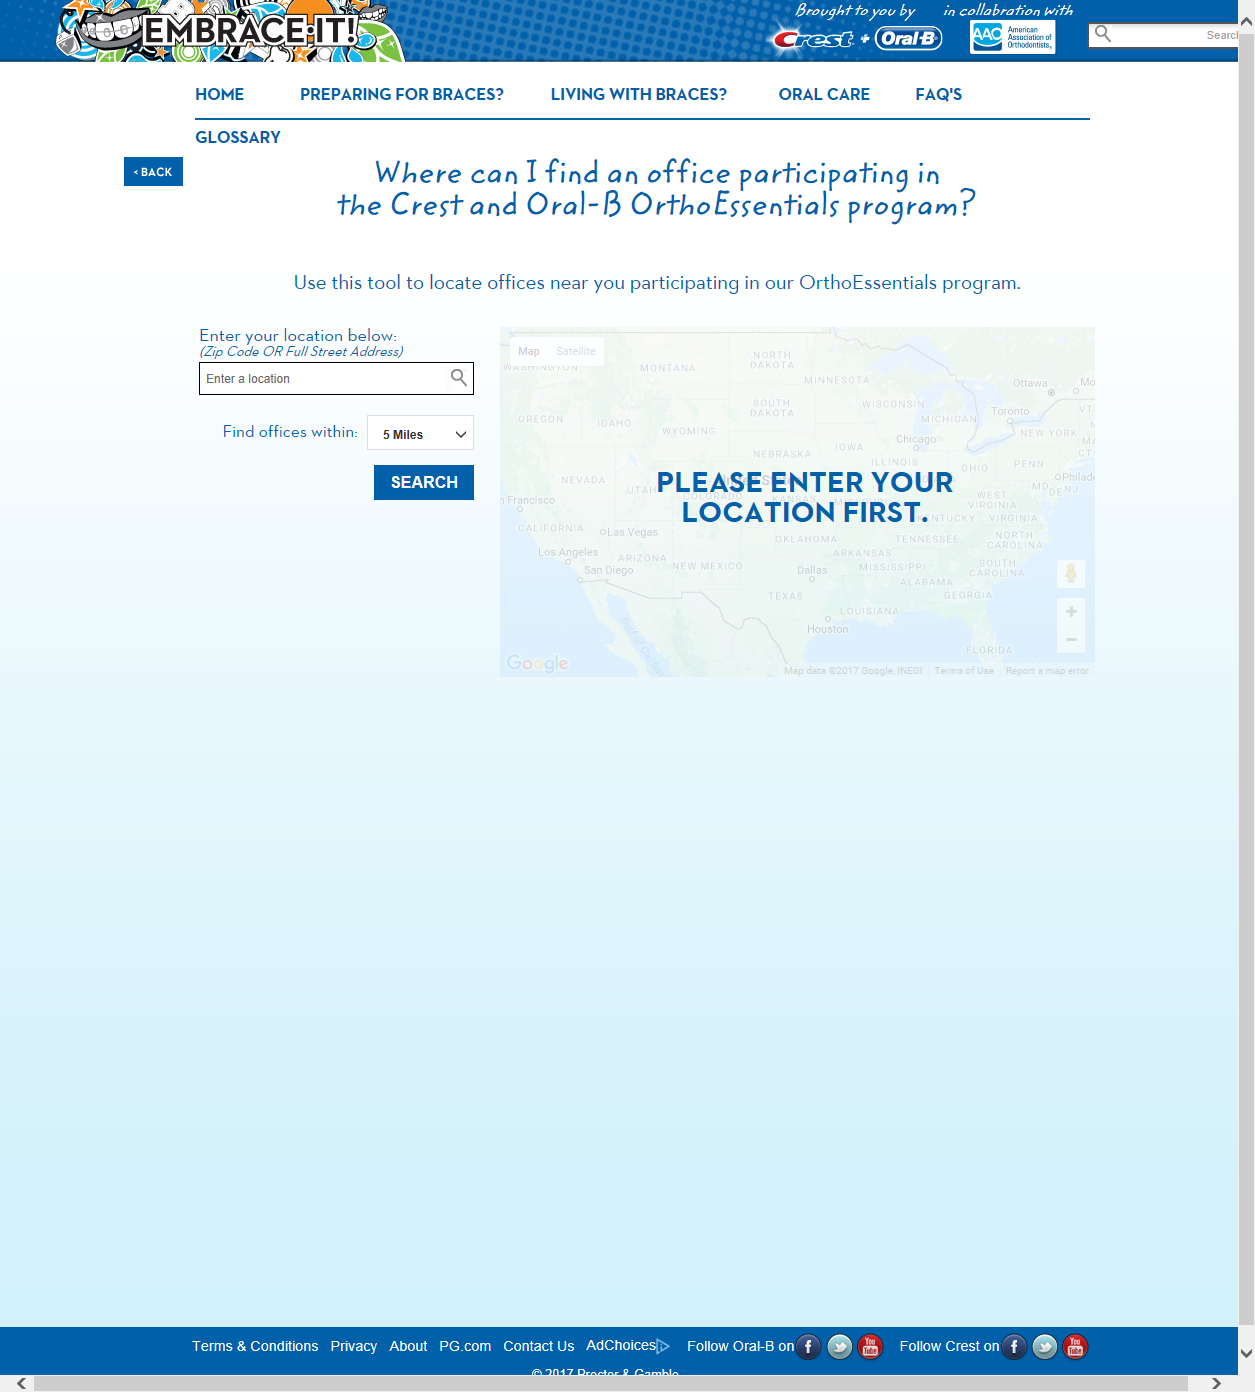 EMBRACE·IT!
Brought to you by
in collabration with
Crest + Oral-B
AAO American Association of Orthodontists
HOME PREPARING FOR BRACES? LIVING WITH BRACES? ORAL CARE FAQ'S
GLOSSARY
< BACK
Where can I find an office participating in
the Crest and Oral-B OrthoEssentials program?
Use this tool to locate offices near you participating in our OrthoEssentials program.
Enter your location below:
(Zip Code OR Full Street Address)
Enter a location
Find offices within: 5 Miles
SEARCH
Map Satellite
WASHINGTON
MONTANA
NORTH DAKOTA
MINNESOTA
Ottawa
OREGON
IDAHO
SOUTH DAKOTA
WISCONSIN
MICHIGAN
Toronto
VT
WYOMING
NEW YORK
MA
IOWA
Chicago
CT
NEBRASKA
ILLINOIS
OHIO
PENN
NEVADA
UTAH
PLEASE ENTER YOUR
LOCATION FIRST.
COLORADO
KANSAS
WEST VIRGINIA
MD
DE
NJ
Francisco
CALIFORNIA
Las Vegas
VIRGINIA
OKLAHOMA
TENNESSEE
NORTH CAROLINA
Los Angeles
ARIZONA
NEW MEXICO
ARKANSAS
San Diego
Dallas
MISSISSIPPI
SOUTH CAROLINA
ALABAMA
TEXAS
GEORGIA
LOUISIANA
Houston
FLORIDA
Google
Map data ©2017 Google, INEGI Terms of Use Report a map error
Terms & Conditions Privacy About PG.com Contact Us AdChoices Follow Oral-B on Follow Crest on
© 2017 Procter & Gamble